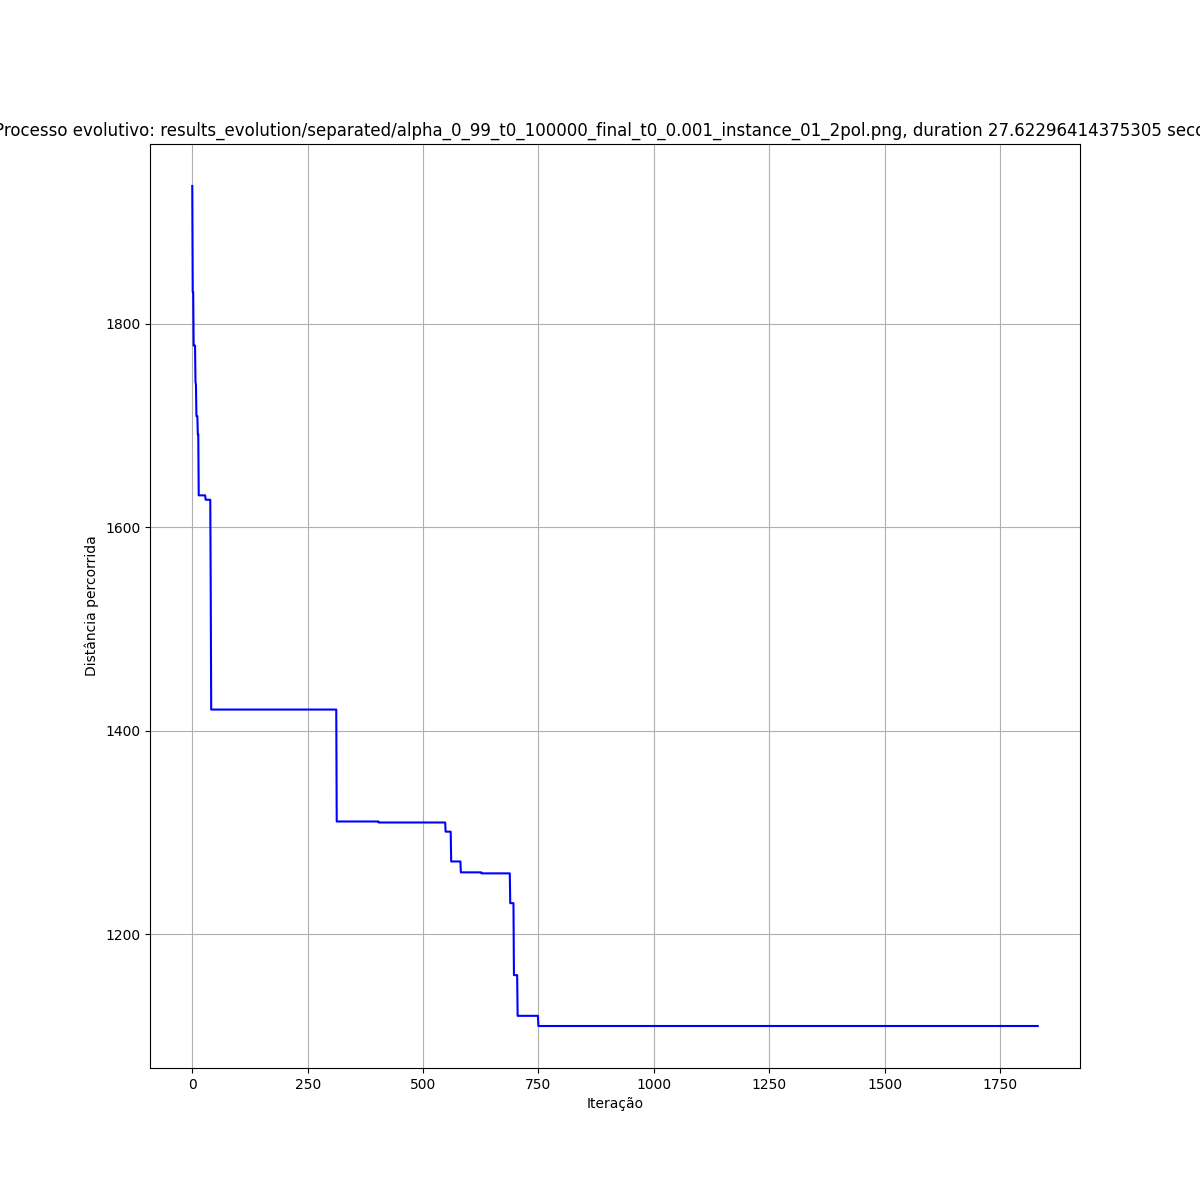 Processo evolutivo: results_evolution/separated/alpha_0_99_t0_100000_final_t0_0.001_instance_01_2pol.png, duration 27.62296414375305
1800
1600
1400
1200
Distância percorrida
0 250 500 750 1000 1250 1500 1750
Iteração